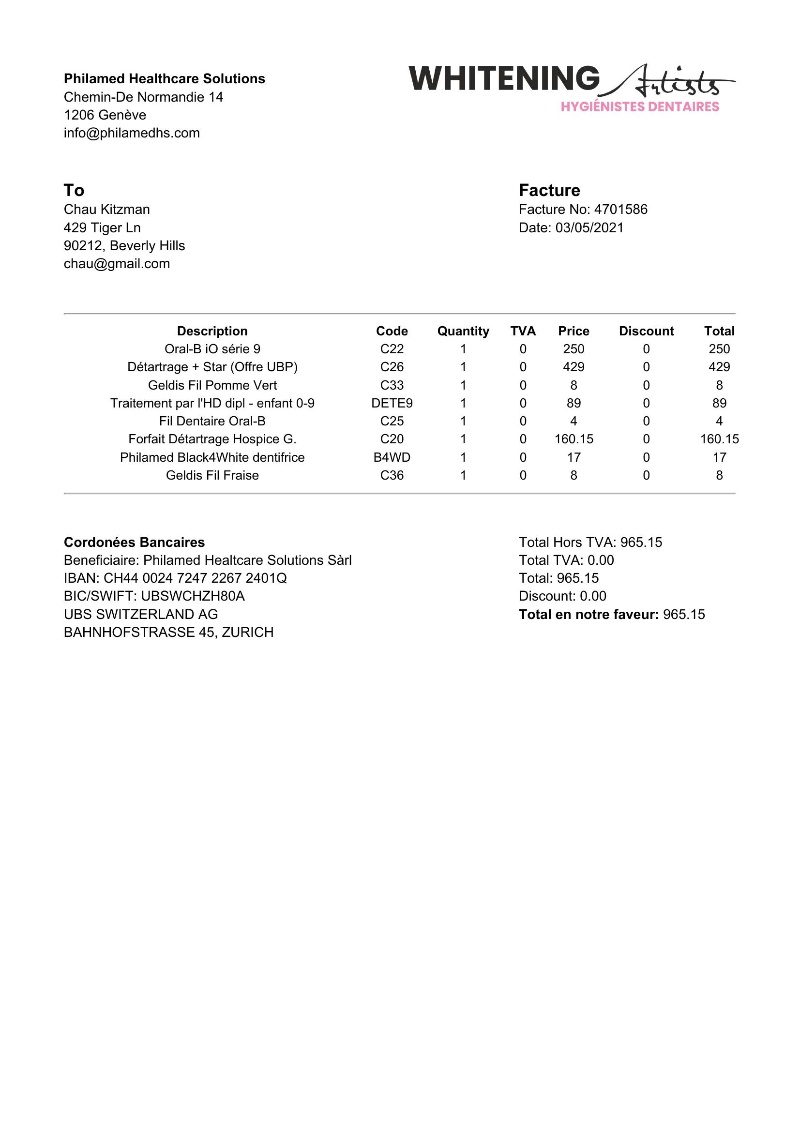 Philamed Healthcare Solutions
Chemin-De Normandie 14
1206 Genève
info@philamedhs.com
WHITENING Artists
HYGIÉNISTES DENTAIRES
To
Chau Kitzman
429 Tiger Ln
90212, Beverly Hills
chau@gmail.com
Facture
Facture No: 4701586
Date: 03/05/2021
Description Code Quantity TVA Price Discount Total
Oral-B iO série 9 C22 1 0 250 0 250
Détartrage + Star (Offre UBP) C26 1 0 429 0 429
Geldis Fil Pomme Vert C33 1 0 8 0 8
Traitement par l'HD dipl - enfant 0-9 DETE9 1 0 89 0 89
Fil Dentaire Oral-B C25 1 0 4 0 4
Forfait Détartrage Hospice G. C20 1 0 160.15 0 160.15
Philamed Black4White dentifrice B4WD 1 0 17 0 17
Geldis Fil Fraise C36 1 0 8 0 8
Cordonées Bancaires
Beneficiaire: Philamed Healtcare Solutions Sàrl
IBAN: CH44 0024 7247 2267 2401Q
BIC/SWIFT: UBSWCHZH80A
UBS SWITZERLAND AG
BAHNHOFSTRASSE 45, ZURICH
Total Hors TVA: 965.15
Total TVA: 0.00
Total: 965.15
Discount: 0.00
Total en notre faveur: 965.15